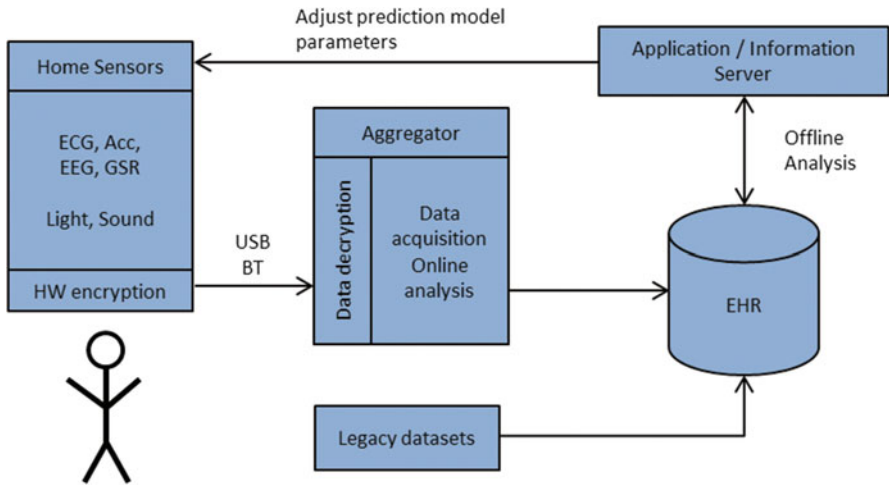 Adjust prediction model
parameters
Home Sensors
ECG, Acc,
EEG, GSR
Light, Sound
HW encryption
USB
BT
Aggregator
Data decryption
Data
acquisition
Online
analysis
Application / Information
Server
Offline
Analysis
EHR
Legacy datasets